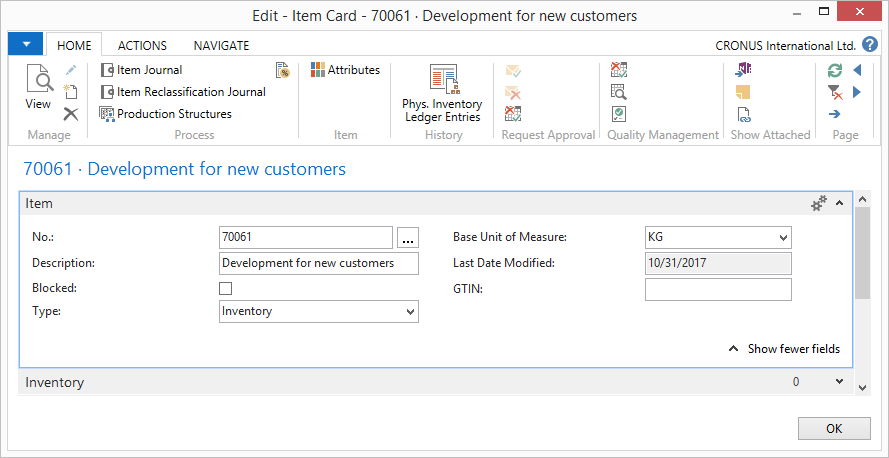 Edit - Item Card - 70061 · Development for new customers
HOME
ACTIONS
NAVIGATE
CRONUS International Ltd.
?
View
Manage
Item Journal
Item Reclassification Journal
Production Structures
Process
Attributes
Item
Phys. Inventory
Ledger Entries
History
Request Approval
Quality Management
N
Show Attached
Page
70061 · Development for new customers
Item
No.:
70061
...
Description:
Development for new customers
Blocked:
Type:
Inventory
Base Unit of Measure:
KG
Last Date Modified:
10/31/2017
GTIN:
Show fewer fields
Inventory
0
OK